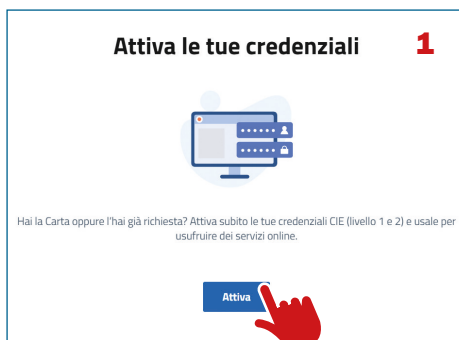 Attiva le tue credenziali
1
Hai la Carta oppure l'hai già richiesta? Attiva subito le tue credenziali CIE (livello 1 e 2) e usale per
usufruire dei servizi online.
Attiva